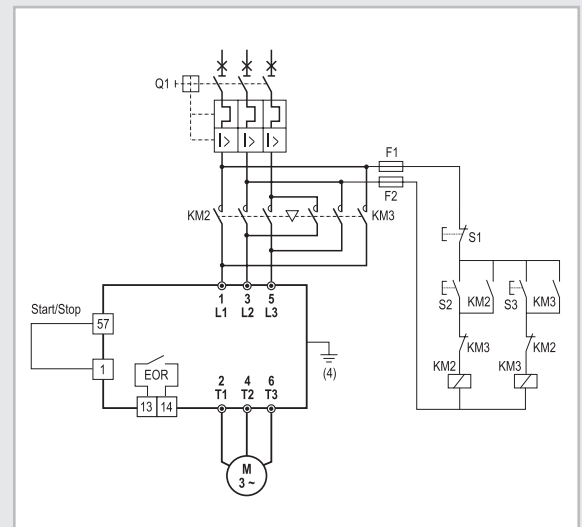 Q1
I> I> I>
F1
F2
KM2 KM3
S1
S2 KM2 S3 KM3
KM3 KM2
KM2 KM3
Start/Stop
57
1
1 3 5
L1 L2 L3
EOR
13 14
(4)
2 4 6
T1 T2 T3
M
3 ~